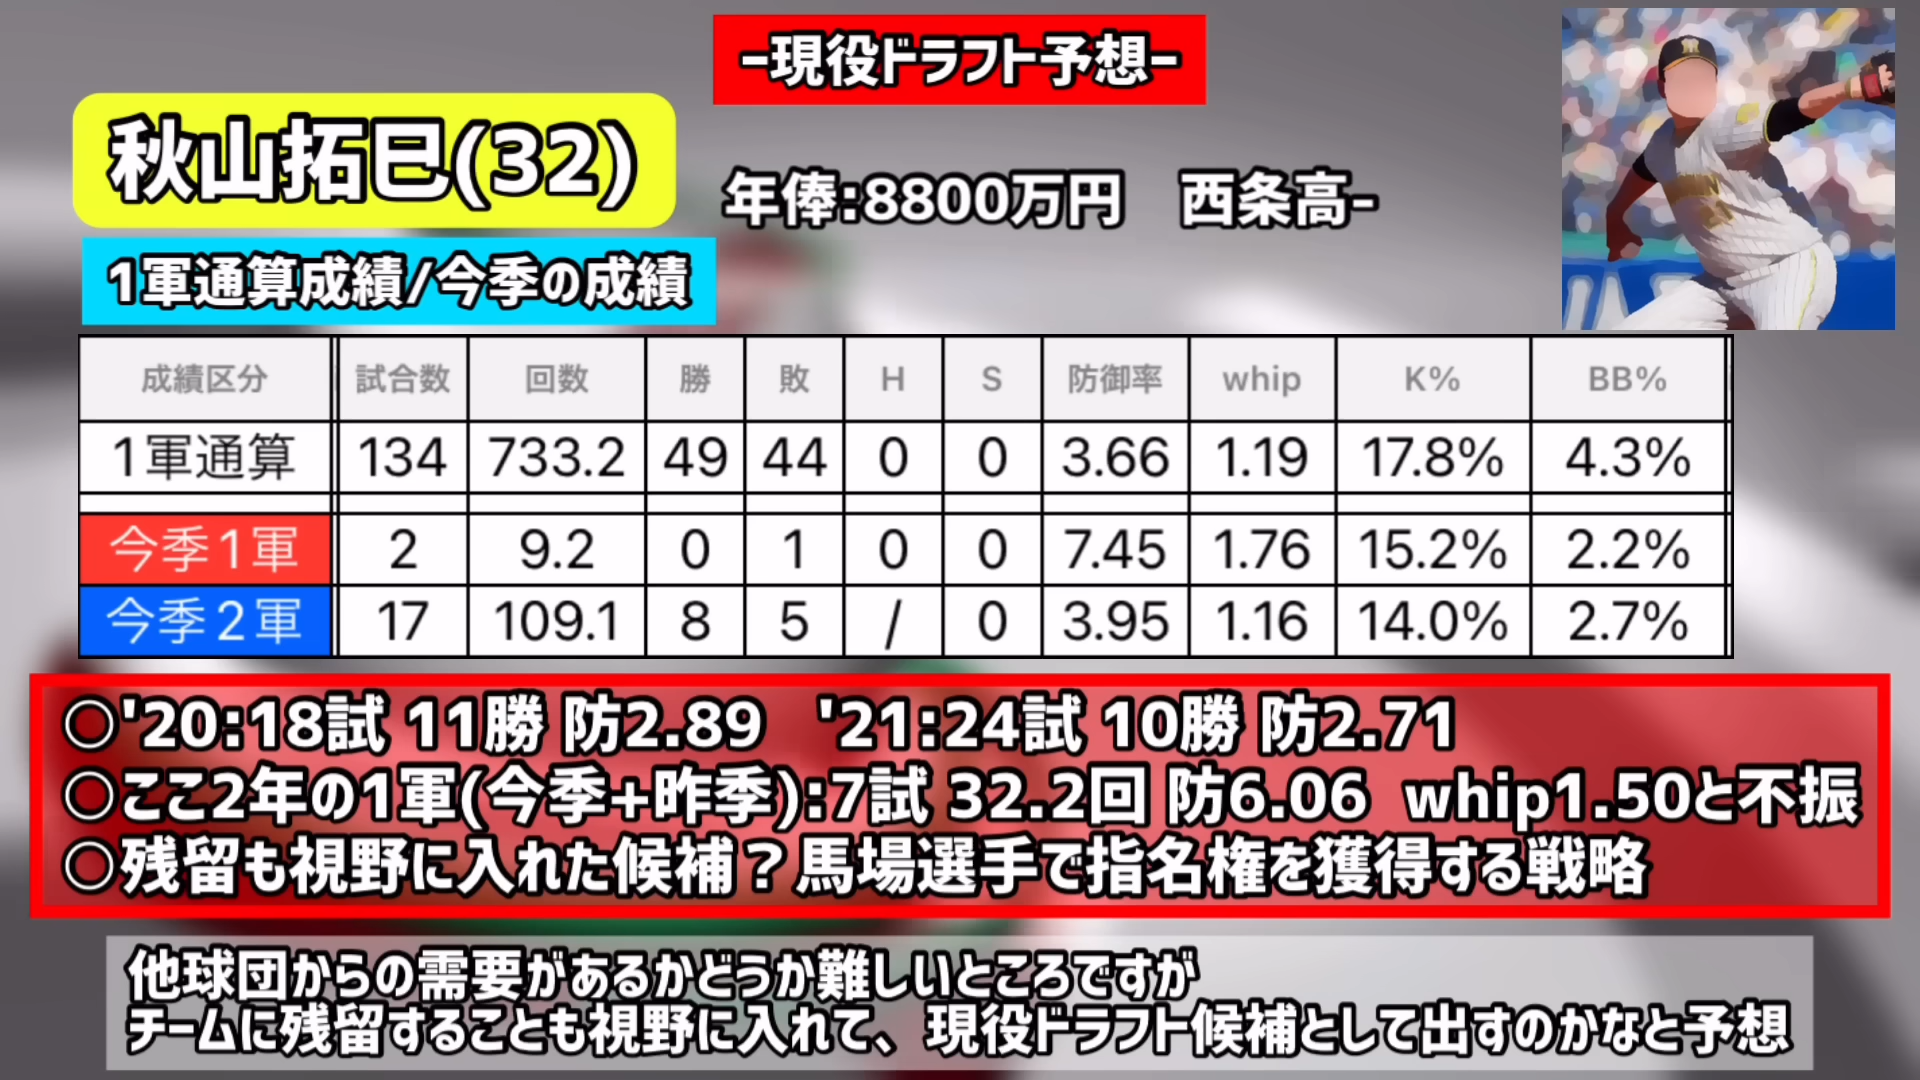 -現役ドラフト予想-
秋山拓巳(32)
年俸:8800万円 西条高-
1軍通算成績/今季の成績
成績区分 試合数 回数 勝 敗 H S 防御率 whip K% BB%
1軍通算 134 733.2 49 44 0 0 3.66 1.19 17.8% 4.3%
今季1軍 2 9.2 0 1 0 0 7.45 1.76 15.2% 2.2%
今季2軍 17 109.1 8 5 / 0 3.95 1.16 14.0% 2.7%
○'20:18試 11勝 防2.89 '21:24試 10勝 防2.71
○ここ2年の1軍(今季+昨季):7試 32.2回 防6.06 whip1.50と不振
○残留も視野に入れた候補?馬場選手で指名権を獲得する戦略
他球団からの需要があるかどうか難しいところですが
チームに残留することも視野に入れて、現役ドラフト候補として出すのかなと予想